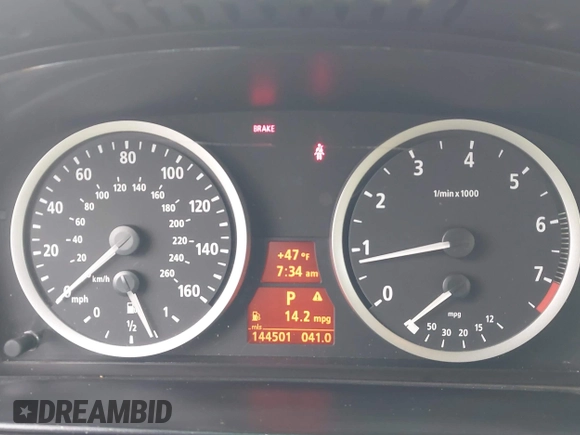 BRAKE
0
20
40
60
80
100
120
140
160
mph
20
40
60
80
100
120
140
160
180
200
220
240
260
km/h
0
1/2
1
+47°F
7:34 am
P
14.2 mpg
mls
144501 041.0
0
1
2
3
4
5
6
7
1/min x 1000
mpg
50 30 20 15 12
DREAMBID